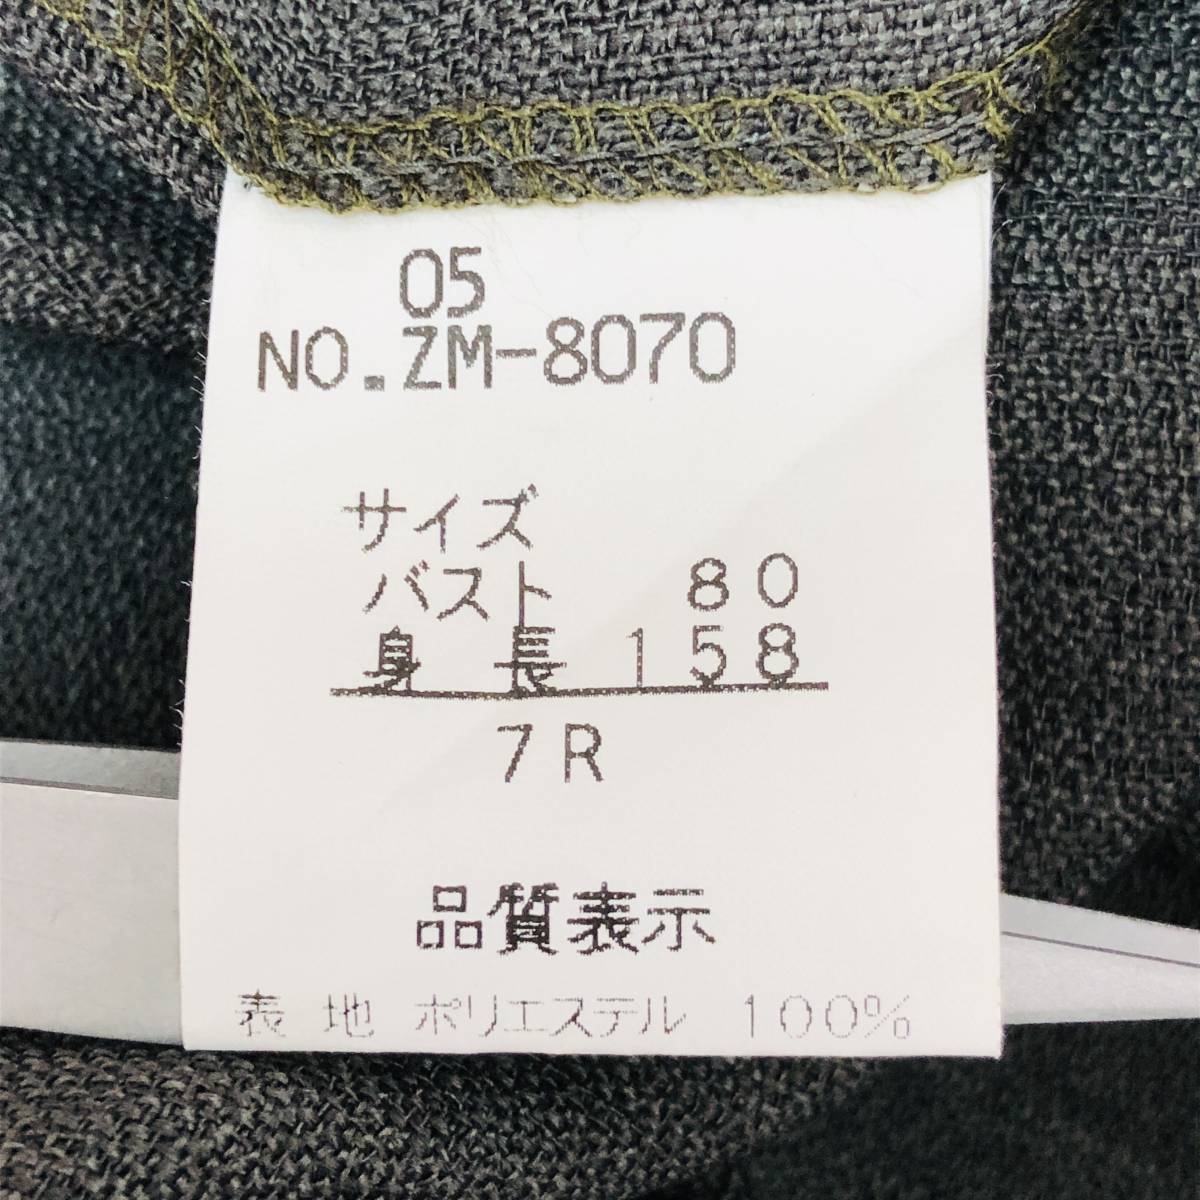 05
NO.ZM-8070
サイズ
バスト 80
身 長 158
7R
品質表示
表 地 ポリエステル 100%